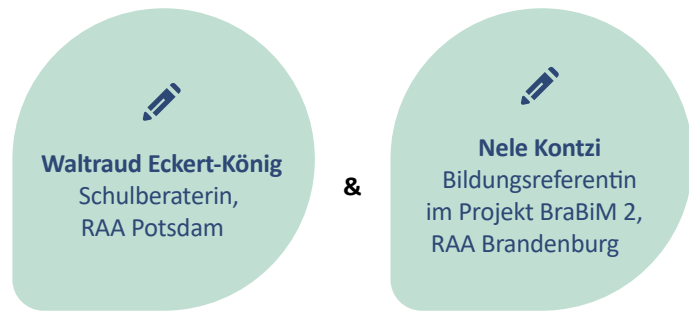 Waltraud Eckert-König
Schulberaterin,
RAA Potsdam
&
Nele Kontzi
Bildungsreferentin
im Projekt BraBiM 2,
RAA Brandenburg